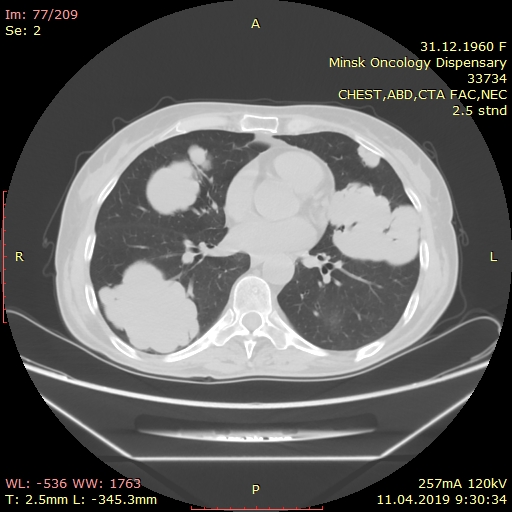 Im: 77/209
Se: 2
A
31.12.1960 F
Minsk Oncology Dispensary
33734
CHEST,ABD,CTA FAC,NEC
2.5 stnd
R
L
WL: -536 WW: 1763
T: 2.5mm L: -345.3mm
P
257mA 120kV
11.04.2019 9:30:34